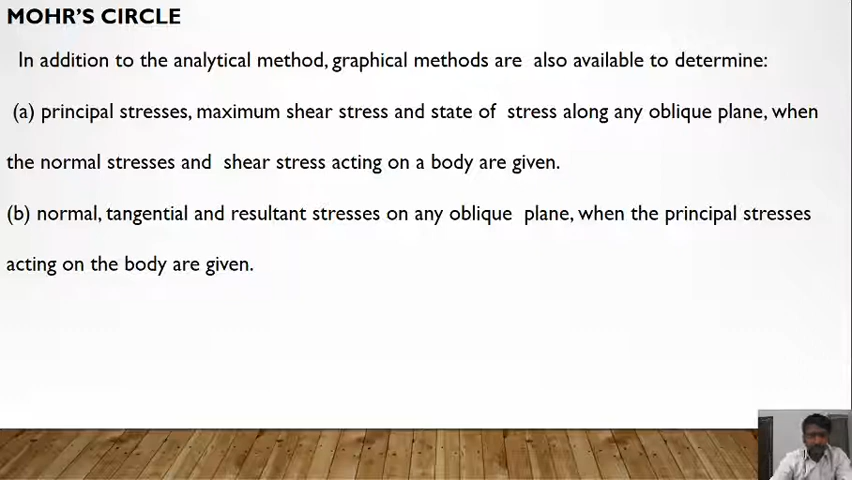 MOHR'S CIRCLE
In addition to the analytical method, graphical methods are also available to determine:
(a) principal stresses, maximum shear stress and state of stress along any oblique plane, when
the normal stresses and shear stress acting on a body are given.
(b) normal, tangential and resultant stresses on any oblique plane, when the principal stresses
acting on the body are given.